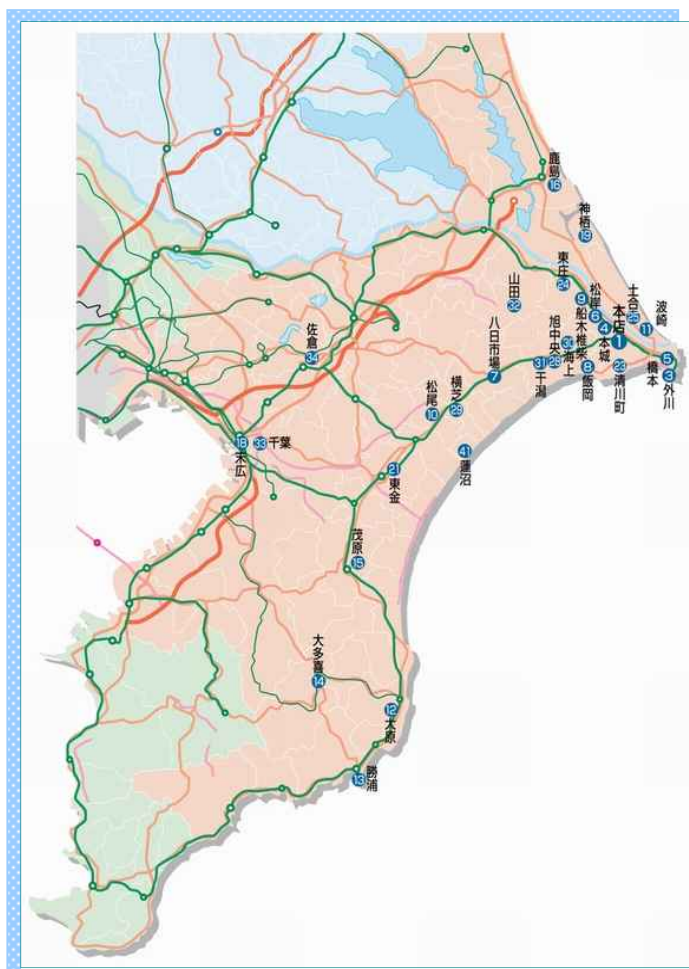 鹿島
16
神栖
19
東庄
24
山田
32
松岸
6
9
船木椎柴
土合
25
波崎
11
本店
1
4
本城
旭中央
28
30
海上
31
干潟
8
飯岡
23
清川町
橋本
5
3
外川
八日市場
7
佐倉
34
横芝
29
松尾
10
41
蓮沼
18
末広
33
千葉
21
東金
茂原
15
大多喜
14
12
大原
13
勝浦